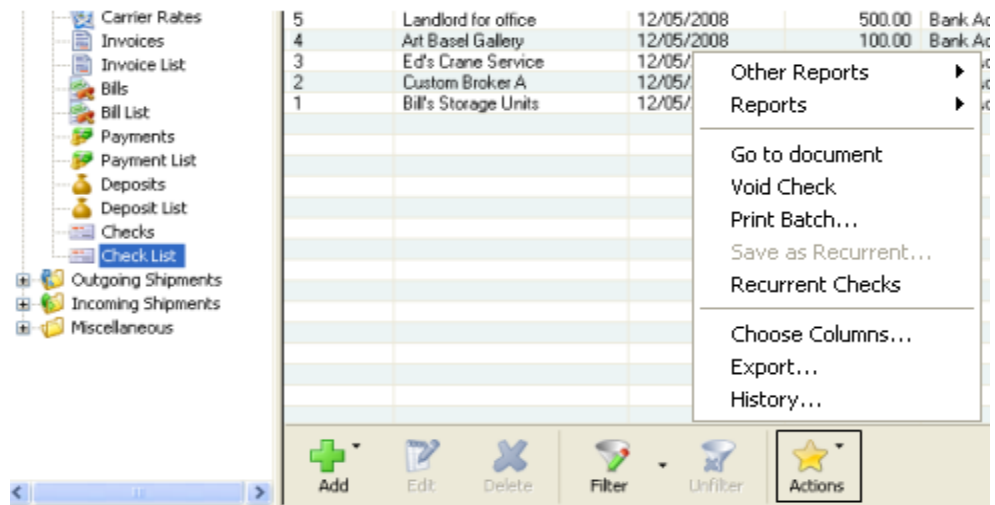 Carrier Rates
Invoices
Invoice List
Bills
Bill List
Payments
Payment List
Deposits
Deposit List
Checks
Check List
Outgoing Shipments
Incoming Shipments
Miscellaneous
5 Landlord for office 12/05/2008 500.00 Bank Ac
4 Art Basel Gallery 12/05/2008 100.00 Bank Ac
3 Ed's Crane Service 12/05/
2 Custom Broker A 12/05/
1 Bill's Storage Units 12/05/
Other Reports
Reports
Go to document
Void Check
Print Batch...
Save as Recurrent...
Recurrent Checks
Choose Columns...
Export...
History...
Add Edit Delete Filter Unfilter Actions